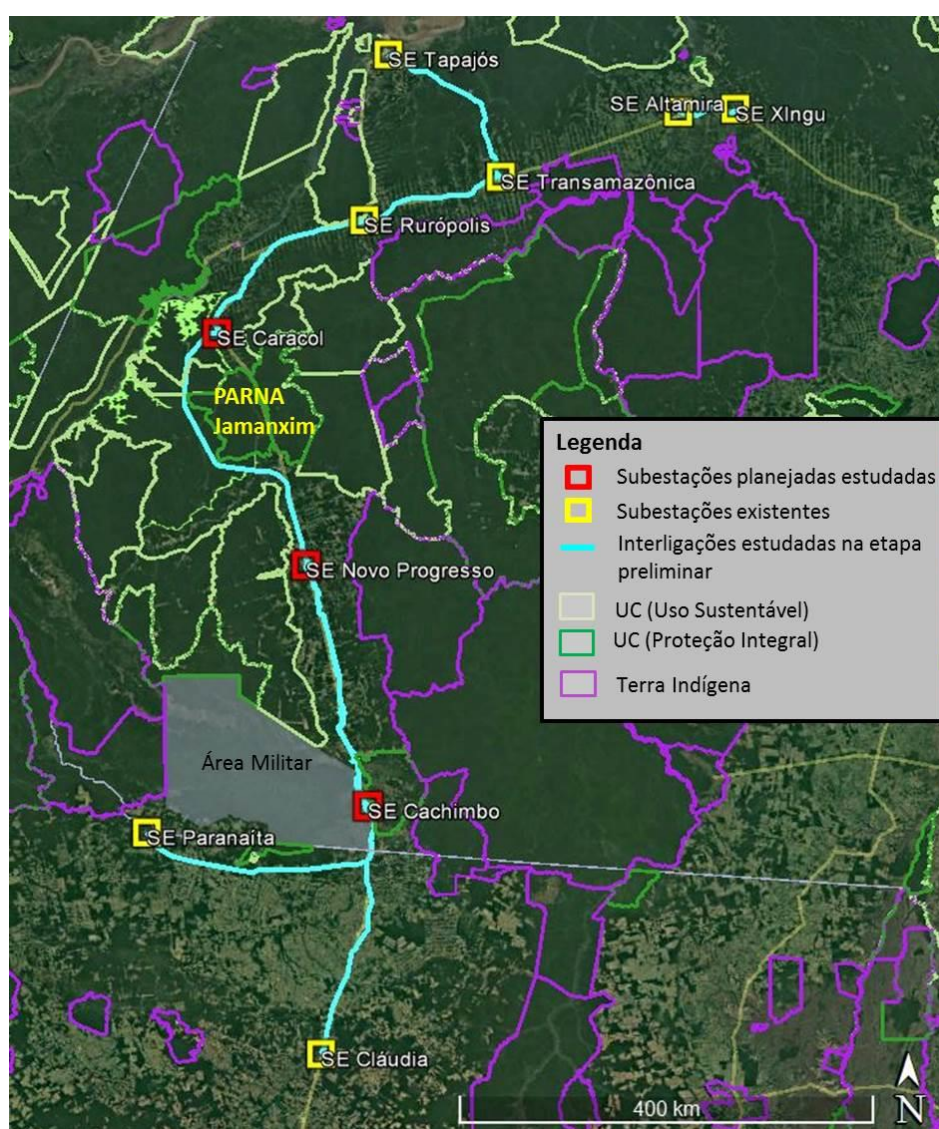 SE Tapajós
SE Altamira
SE XIngu
SE Transamazônica
SE Rurópolis
SE Caracol
PARNA
Jamanxim
Legenda
Subestações planejadas estudadas
Subestações existentes
Interligações estudadas na etapa
preliminar
UC (Uso Sustentável)
UC (Proteção Integral)
Terra Indígena
SE Novo Progresso
Área Militar
SE Cachimbo
SE Paranaíta
SE Cláudia
400 km
N